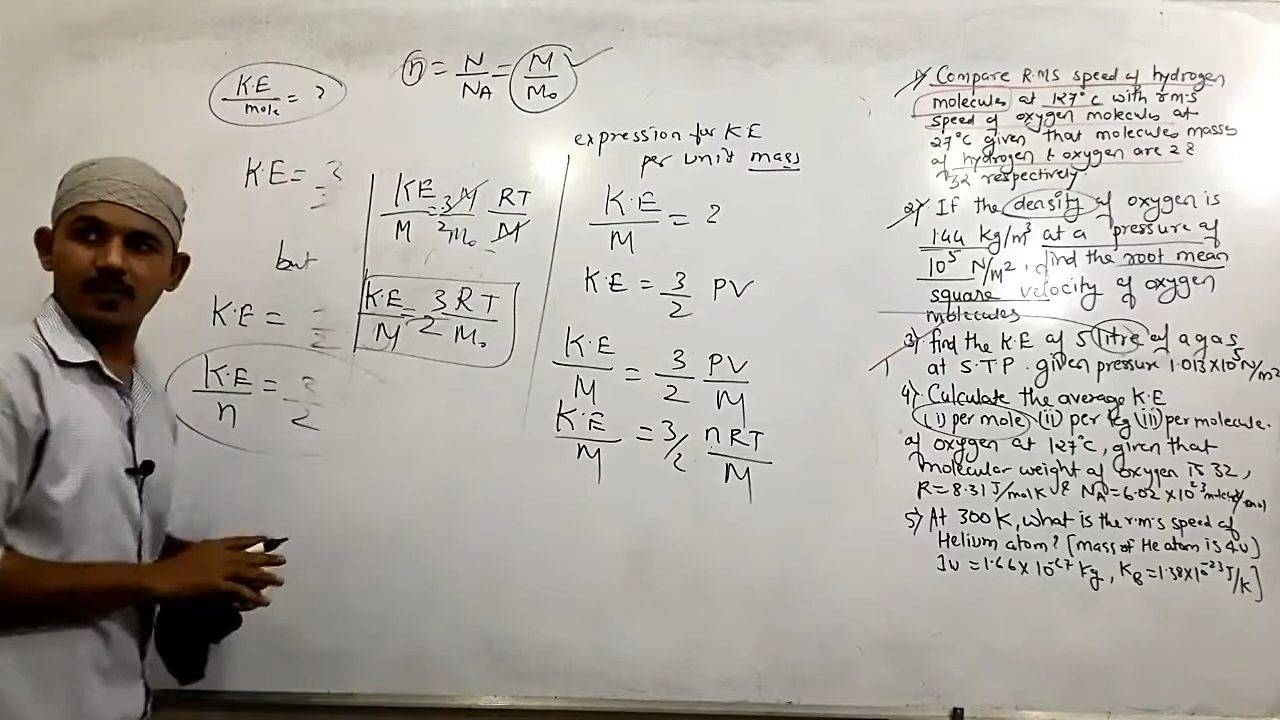 K.E/mole = ?
n = N/NA = M/M₀
K.E = 3
but
K.E =
K.E/n = 3/2
KE/M = 3M/2M₀ RT/M
KE/M = 3/2 RT/M₀
expression for KE
per unit mass
K.E/M = ?
K.E = 3/2 PV
K.E/M = 3/2 PV/M
K.E/M = 3/2 nRT/M
1) Compare R.M.S speed of hydrogen
molecules at 127°c with r.m.s
speed of oxygen molecules at
27°c given that molecules masses
of hydrogen & oxygen are 2 &
32 respectively
2) If the density of oxygen is
1.44 kg/m³ at a pressure of
10⁵ N/m², find the root mean
square velocity of oxygen
molecules
3) find the K.E of 5 litre of a gas
at S.T.P. given pressure 1.013×10⁵ N/m²
4) Calculate the average K.E
(i) per mole (ii) per kg (iii) per molecule.
of oxygen at 127°c, given that
molecular weight of oxygen is 32,
R=8.31 J/mol K & NA=6.02×10²³
5) At 300K, what is the r.m.s speed of
Helium atom? [mass of He atom is 4u]
1u = 1.66×10⁻²⁷ kg, KB=1.38×10⁻²³ J/K]